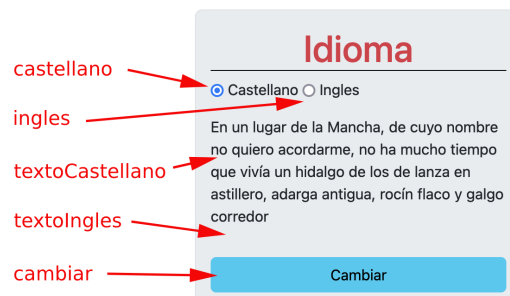 Idioma
castellano
Castellano Ingles
ingles
En un lugar de la Mancha, de cuyo nombre
no quiero acordarme, no ha mucho tiempo
textoCastellano
que vivía un hidalgo de los de lanza en
astillero, adarga antigua, rocín flaco y galgo
corredor
textoIngles
cambiar
Cambiar